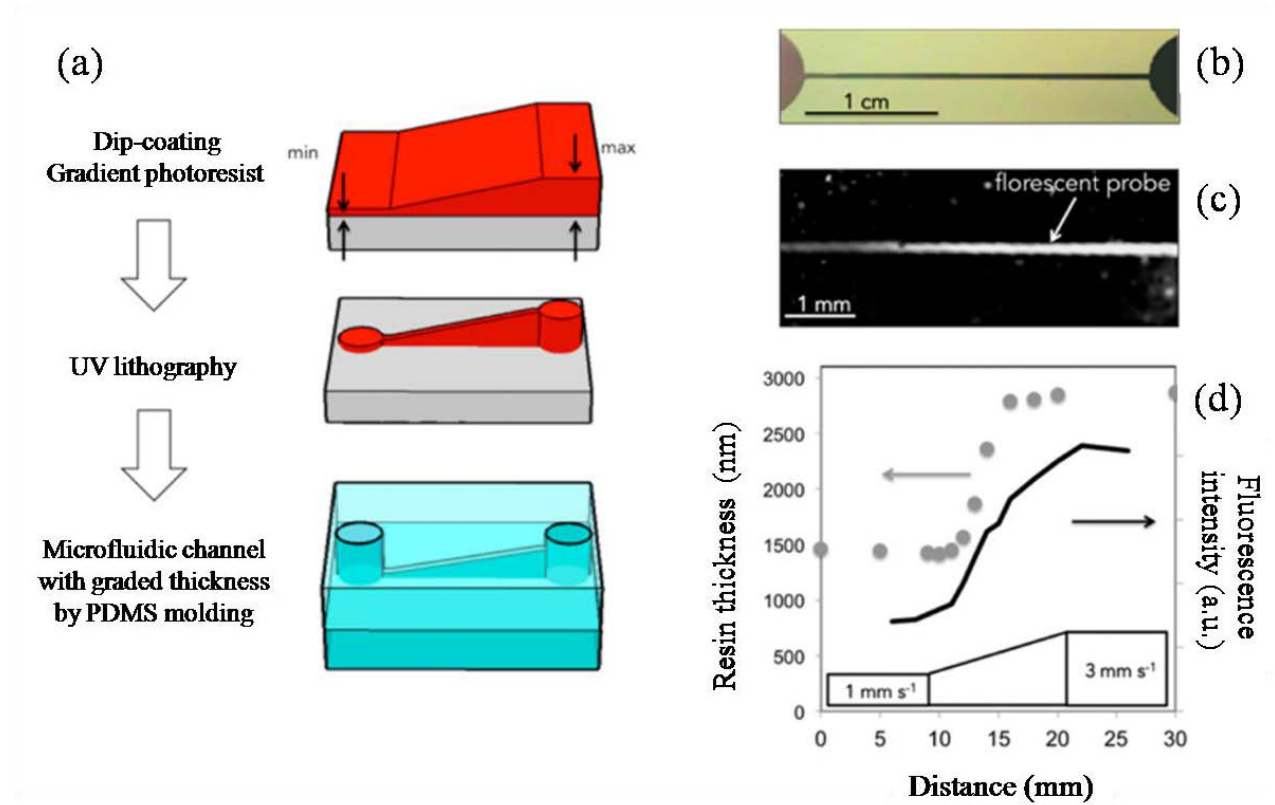 (a)
Dip-coating
Gradient photoresist
min
max
UV lithography
Microfluidic channel
with graded thickness
by PDMS molding
1 cm
(b)
florescent probe
(c)
1 mm
(d)
Resin thickness (nm)
3000
2500
2000
1500
1000
500
0
Fluorescence
intensity (a.u.)
1 mm s⁻¹
3 mm s⁻¹
0 5 10 15 20 25 30
Distance (mm)